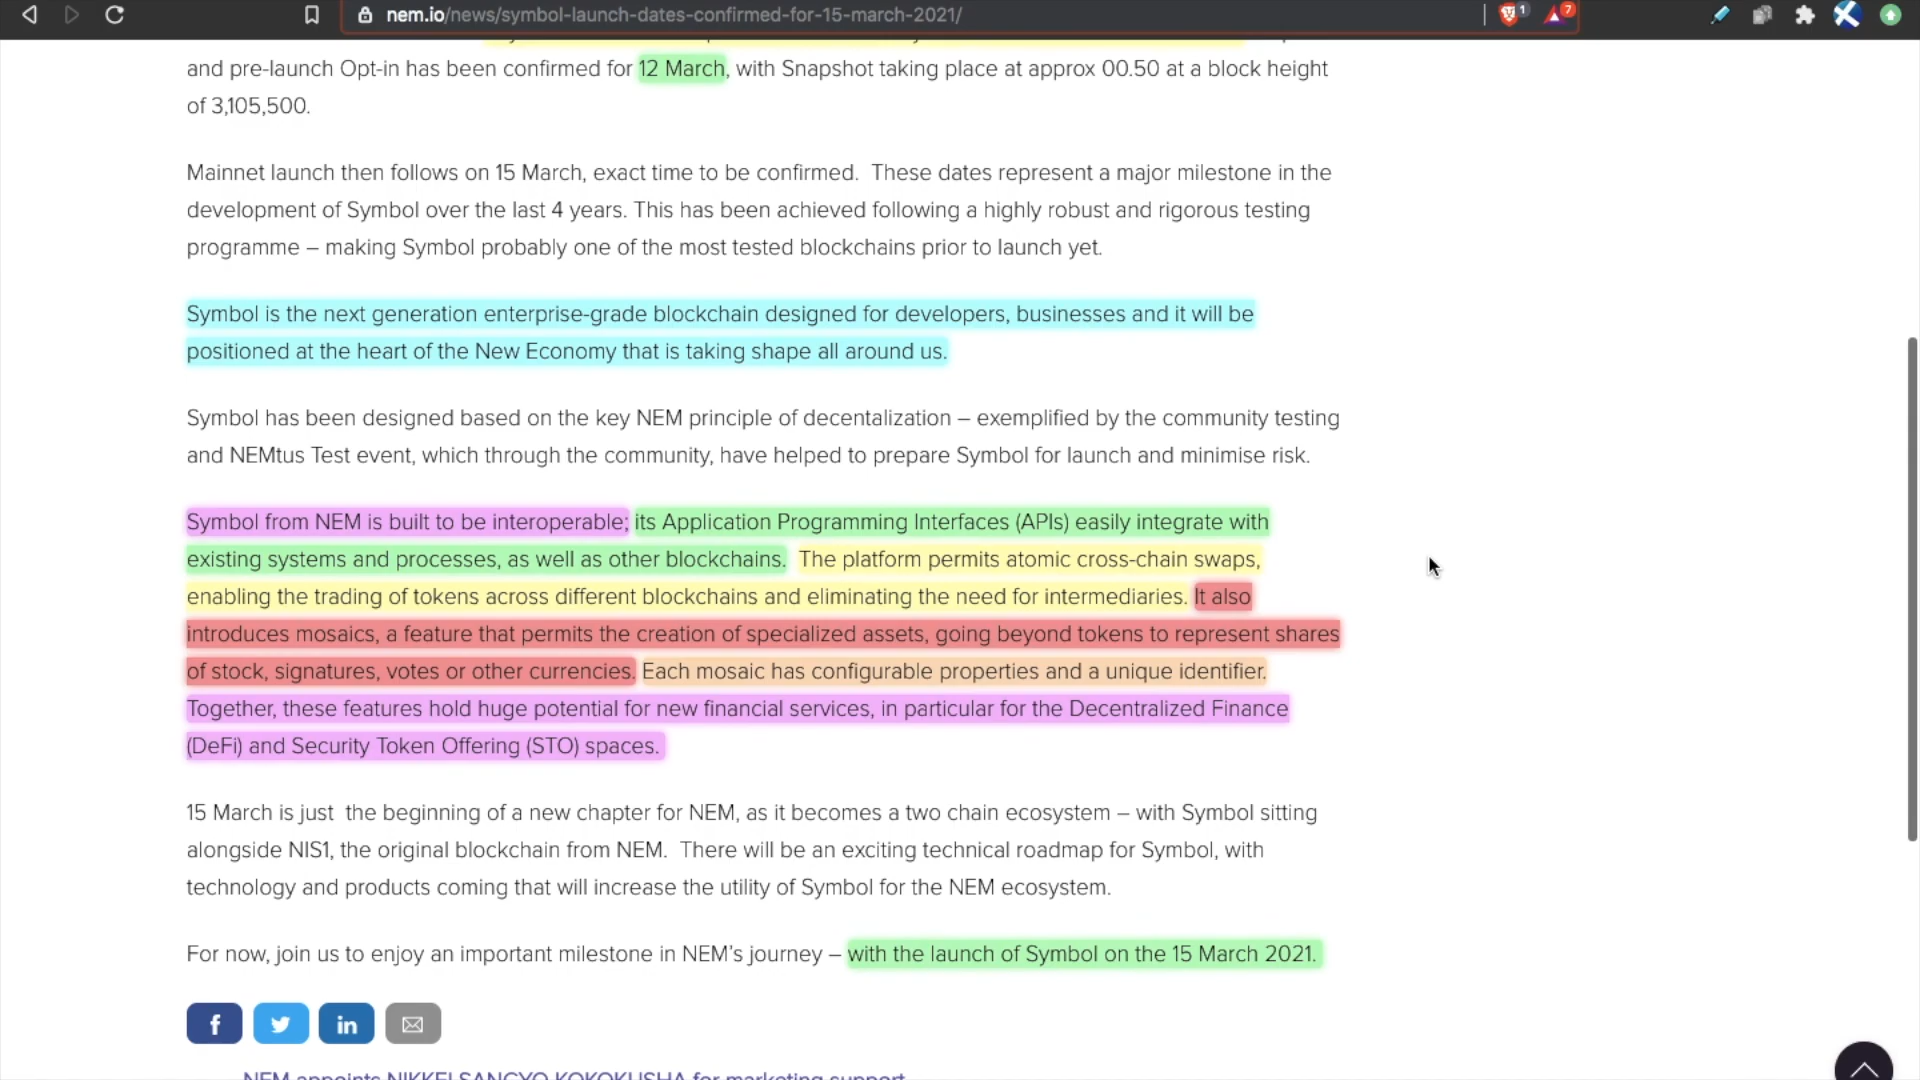 nem.io/news/symbol-launch-dates-confirmed-for-15-march-2021/
1
7
and pre-launch Opt-in has been confirmed for 12 March, with Snapshot taking place at approx 00.50 at a block height
of 3,105,500.
Mainnet launch then follows on 15 March, exact time to be confirmed. These dates represent a major milestone in the
development of Symbol over the last 4 years. This has been achieved following a highly robust and rigorous testing
programme – making Symbol probably one of the most tested blockchains prior to launch yet.
Symbol is the next generation enterprise-grade blockchain designed for developers, businesses and it will be
positioned at the heart of the New Economy that is taking shape all around us.
Symbol has been designed based on the key NEM principle of decentalization – exemplified by the community testing
and NEMtus Test event, which through the community, have helped to prepare Symbol for launch and minimise risk.
Symbol from NEM is built to be interoperable; its Application Programming Interfaces (APIs) easily integrate with
existing systems and processes, as well as other blockchains. The platform permits atomic cross-chain swaps,
enabling the trading of tokens across different blockchains and eliminating the need for intermediaries. It also
introduces mosaics, a feature that permits the creation of specialized assets, going beyond tokens to represent shares
of stock, signatures, votes or other currencies. Each mosaic has configurable properties and a unique identifier.
Together, these features hold huge potential for new financial services, in particular for the Decentralized Finance
(DeFi) and Security Token Offering (STO) spaces.
15 March is just the beginning of a new chapter for NEM, as it becomes a two chain ecosystem – with Symbol sitting
alongside NIS1, the original blockchain from NEM. There will be an exciting technical roadmap for Symbol, with
technology and products coming that will increase the utility of Symbol for the NEM ecosystem.
For now, join us to enjoy an important milestone in NEM's journey – with the launch of Symbol on the 15 March 2021.
NEM appoints NIKKEI SANGYO KOKOKUSHA for marketing support